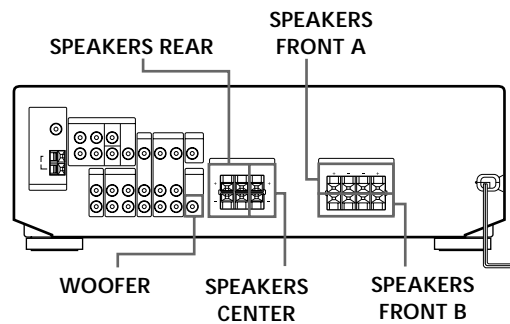 SPEAKERS
FRONT A
SPEAKERS REAR
WOOFER
SPEAKERS
CENTER
SPEAKERS
FRONT B